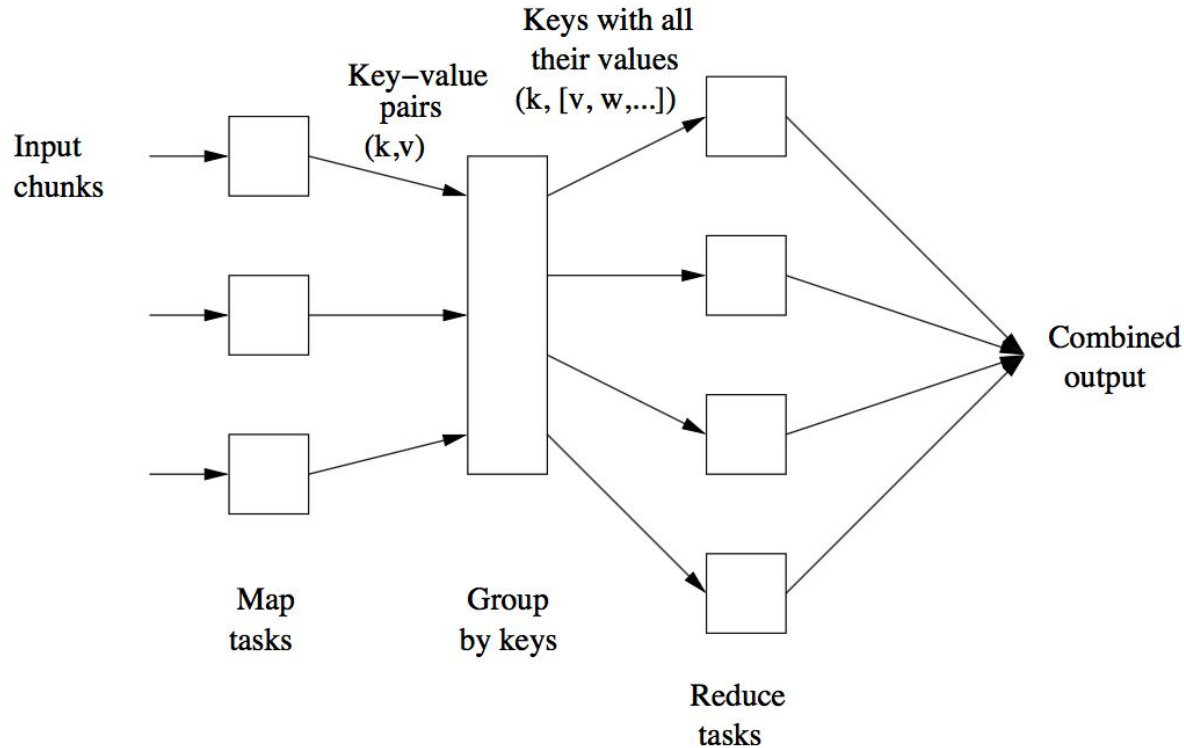 Keys with all
their values
(k, [v, w,...])
Key−value
pairs
(k,v)
Input
chunks
Combined
output
Map
tasks
Group
by keys
Reduce
tasks